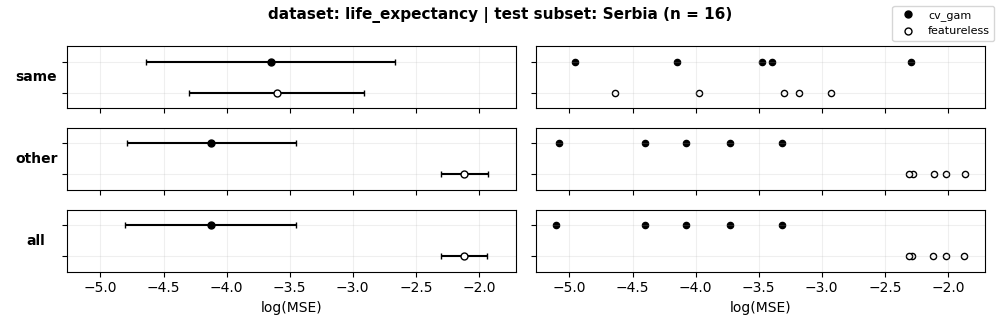 dataset: life_expectancy | test subset: Serbia (n = 16)
cv_gam
featureless
same
other
all
−5.0 −4.5 −4.0 −3.5 −3.0 −2.5 −2.0
−5.0 −4.5 −4.0 −3.5 −3.0 −2.5 −2.0
log(MSE)
log(MSE)